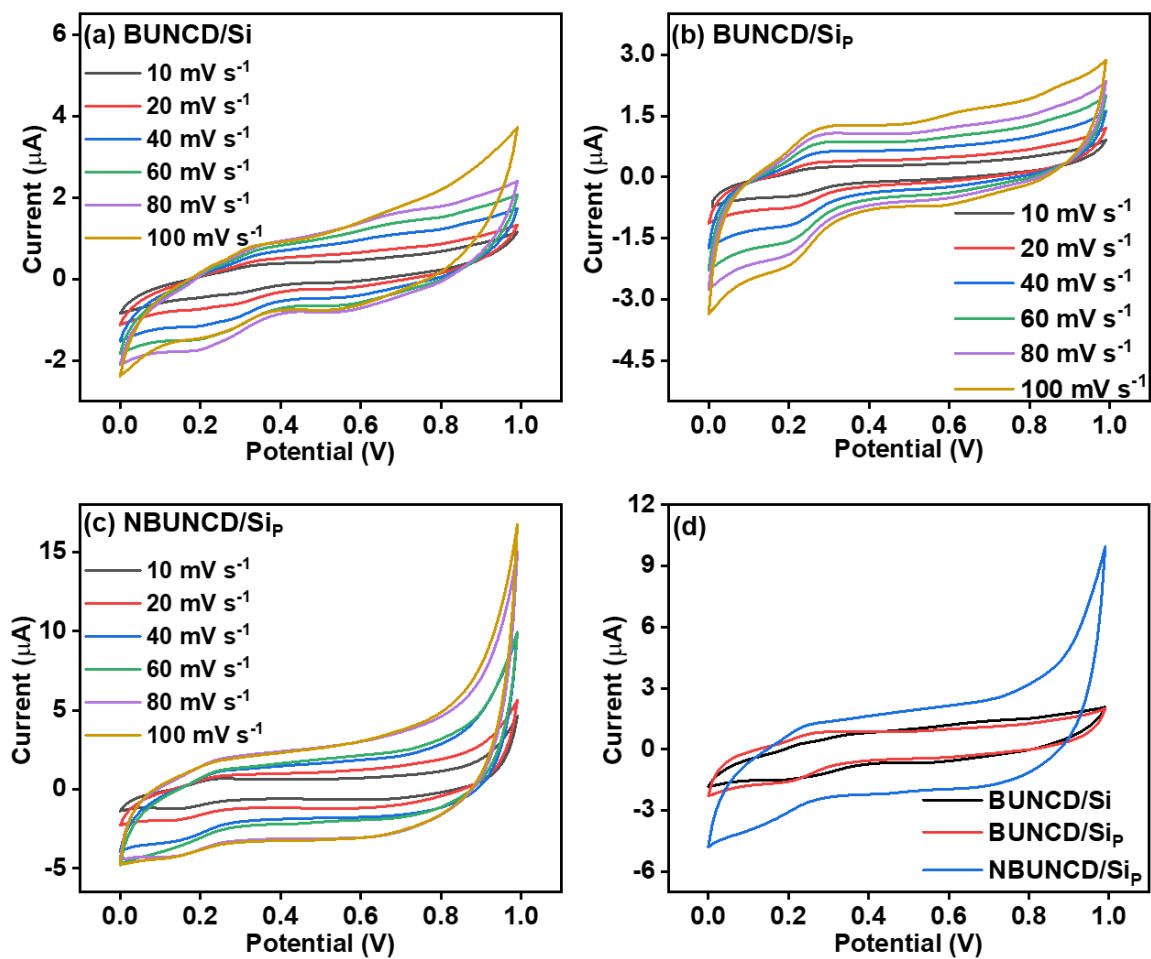 (a) BUNCD/Si
10 mV s⁻¹
20 mV s⁻¹
40 mV s⁻¹
60 mV s⁻¹
80 mV s⁻¹
100 mV s⁻¹
6
4
2
0
-2
Currrent (μA)
0.0 0.2 0.4 0.6 0.8 1.0
Potential (V)
(b) BUNCD/Siₚ
3.0
1.5
0.0
-1.5
-3.0
-4.5
Currrent (μA)
10 mV s⁻¹
20 mV s⁻¹
40 mV s⁻¹
60 mV s⁻¹
80 mV s⁻¹
100 mV s⁻¹
0.0 0.2 0.4 0.6 0.8 1.0
Potential (V)
(c) NBUNCD/Siₚ
10 mV s⁻¹
20 mV s⁻¹
40 mV s⁻¹
60 mV s⁻¹
80 mV s⁻¹
100 mV s⁻¹
15
10
5
0
-5
Currrent (μA)
0.0 0.2 0.4 0.6 0.8 1.0
Potential (V)
(d)
12
9
6
3
0
-3
-6
Currrent (μA)
BUNCD/Si
BUNCD/Siₚ
NBUNCD/Siₚ
0.0 0.2 0.4 0.6 0.8 1.0
Potential (V)